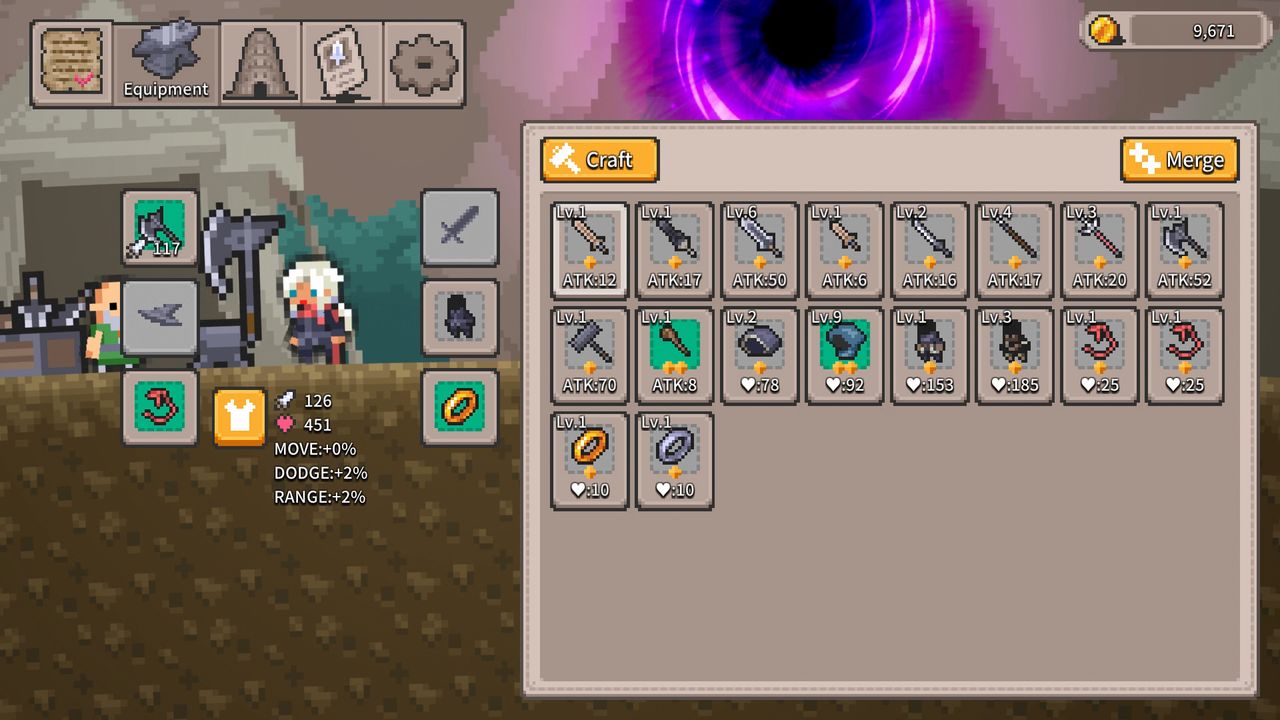 Equipment
9,671
Craft
Merge
117
126
451
MOVE:+0%
DODGE:+2%
RANGE:+2%
Lv.1 Lv.1 Lv.6 Lv.1 Lv.2 Lv.4 Lv.3 Lv.1
ATK:12 ATK:17 ATK:50 ATK:6 ATK:16 ATK:17 ATK:20 ATK:52
Lv.1 Lv.1 Lv.2 Lv.9 Lv.1 Lv.3 Lv.1 Lv.1
ATK:70 ATK:8 ♥:78 ♥:92 ♥:153 ♥:185 ♥:25 ♥:25
Lv.1 Lv.1
♥:10 ♥:10